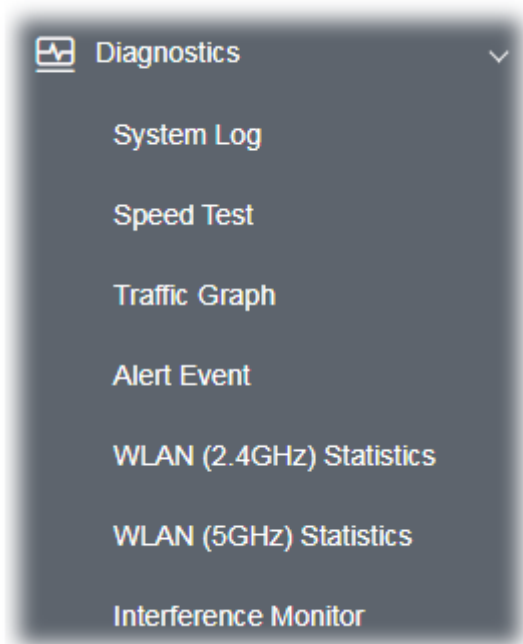 Diagnostics
System Log
Speed Test
Traffic Graph
Alert Event
WLAN (2.4GHz) Statistics
WLAN (5GHz) Statistics
Interference Monitor